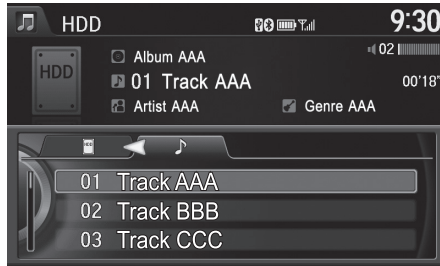 HDD 9:30
Album AAA 02
HDD 01 Track AAA 00'18"
Artist AAA Genre AAA
HDD
01 Track AAA
02 Track BBB
03 Track CCC